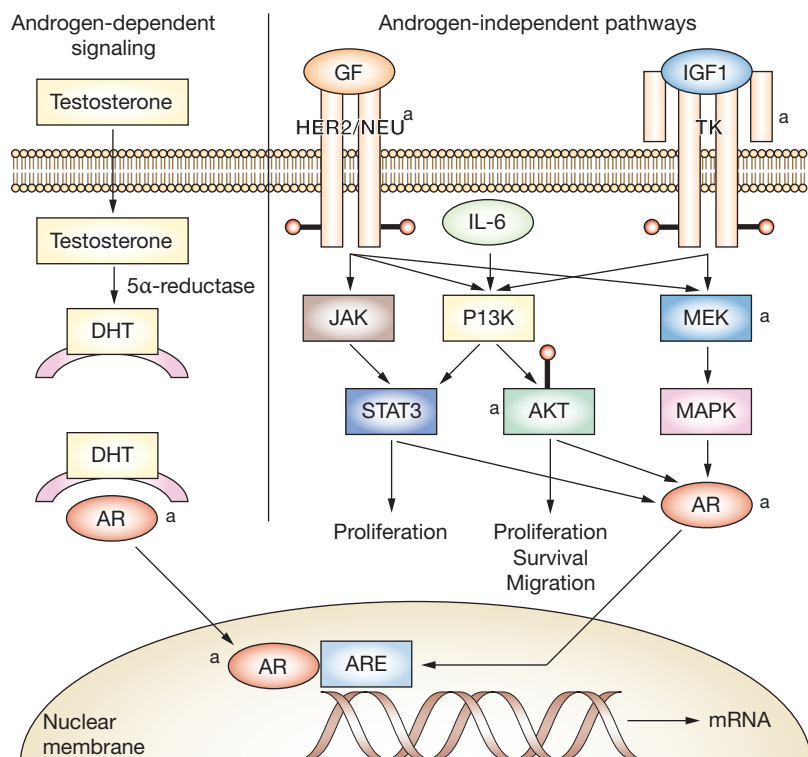 Androgen-dependent
signaling
Androgen-independent pathways
Testosterone
GF
HER2/NEU a
IGF1
TK
a
Testosterone
5α-reductase
IL-6
DHT
JAK
P13K
MEK
a
STAT3
a
AKT
MAPK
DHT
AR
a
AR
a
Proliferation
Proliferation
Survival
Migration
a
AR
ARE
Nuclear
membrane
mRNA